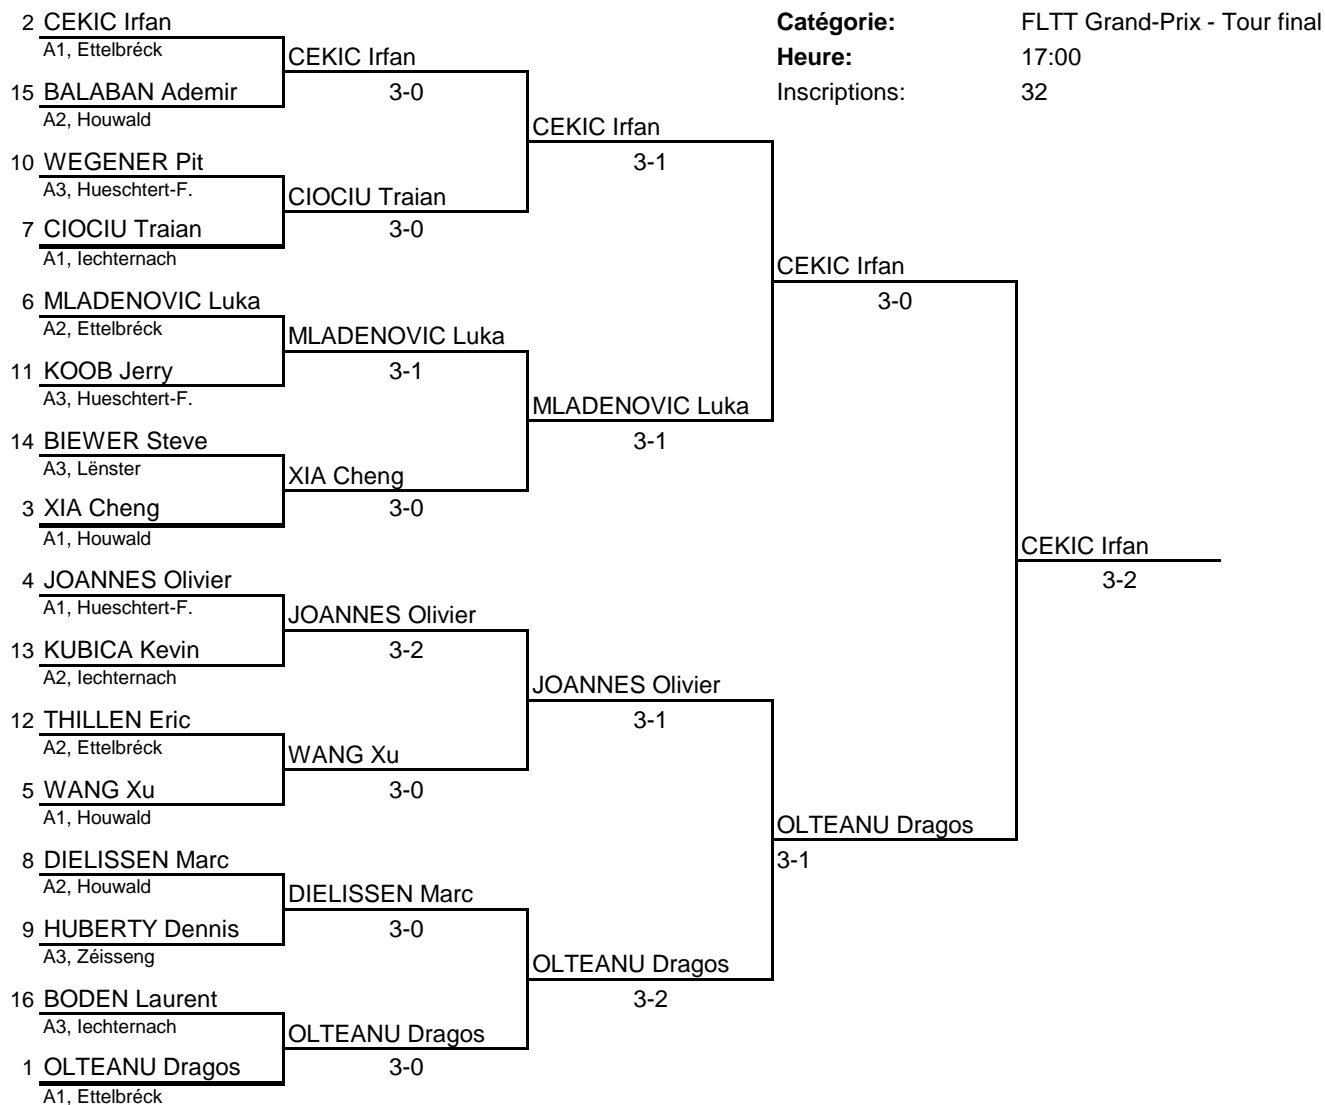 2 CEKIC Irfan
A1, Ettelbréck
15 BALABAN Ademir
A2, Houwald
10 WEGENER Pit
A3, Hueschtert-F.
7 CIOCIU Traian
A1, Iechternach
6 MLADENOVIC Luka
A2, Ettelbréck
11 KOOB Jerry
A3, Hueschtert-F.
14 BIEWER Steve
A3, Lënster
3 XIA Cheng
A1, Houwald
4 JOANNES Olivier
A1, Hueschtert-F.
13 KUBICA Kevin
A2, Iechternach
12 THILLEN Eric
A2, Ettelbréck
5 WANG Xu
A1, Houwald
8 DIELISSEN Marc
A2, Houwald
9 HUBERTY Dennis
A3, Zéisseng
16 BODEN Laurent
A3, Iechternach
1 OLTEANU Dragos
A1, Ettelbréck
CEKIC Irfan
3-0
CIOCIU Traian
3-0
MLADENOVIC Luka
3-1
XIA Cheng
3-0
JOANNES Olivier
3-2
WANG Xu
3-0
DIELISSEN Marc
3-0
OLTEANU Dragos
3-0
CEKIC Irfan
3-1
MLADENOVIC Luka
3-1
JOANNES Olivier
3-1
OLTEANU Dragos
3-2
CEKIC Irfan
3-0
OLTEANU Dragos
3-1
CEKIC Irfan
3-2
Catégorie: FLTT Grand-Prix - Tour final
Heure: 17:00
Inscriptions: 32